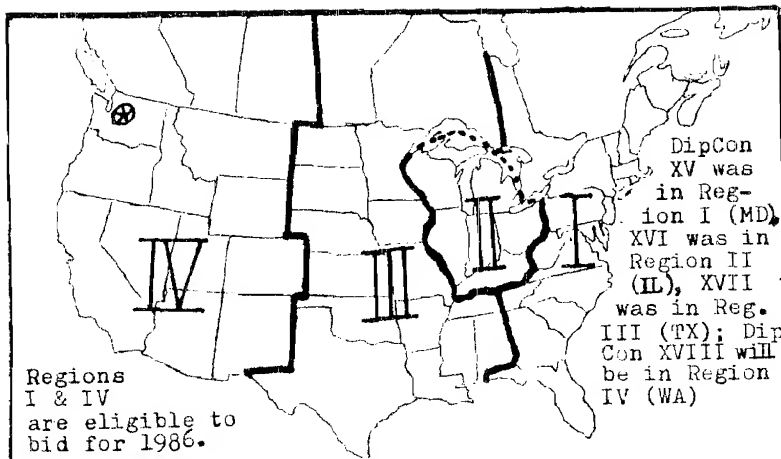 DipCon
XV was
in Reg-
ion I (MD),
XVI was in
Region II
(IL), XVII
was in Reg.
III (TX); Dip
Con XVIII will
be in Region
IV (WA)
IV
III
II
I
Regions
I & IV
are eligible to
bid for 1986.